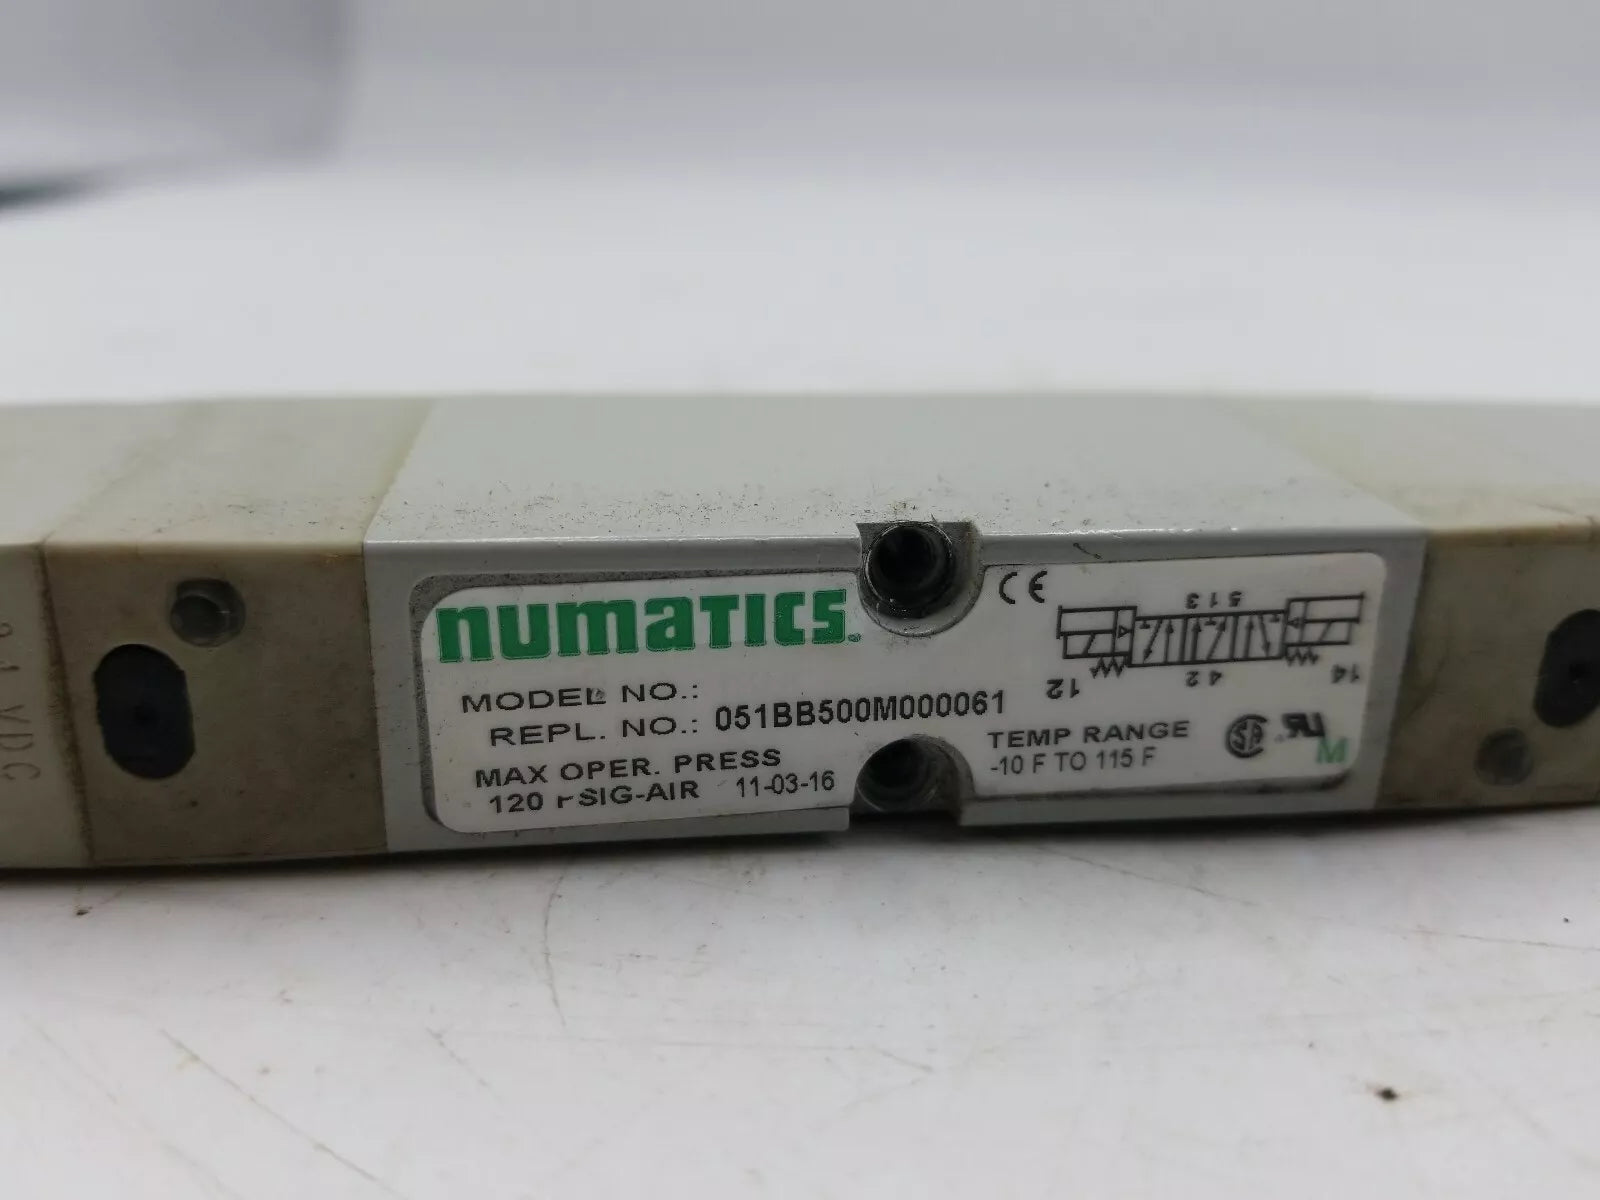 numatics.
MODEL NO.:
REPL. NO.: 051BB500M000061
MAX OPER. PRESS
120 PSIG-AIR 11-03-16
CE
5 1 3
12 4 2 14
TEMP RANGE
-10 F TO 115 F
M
VDC